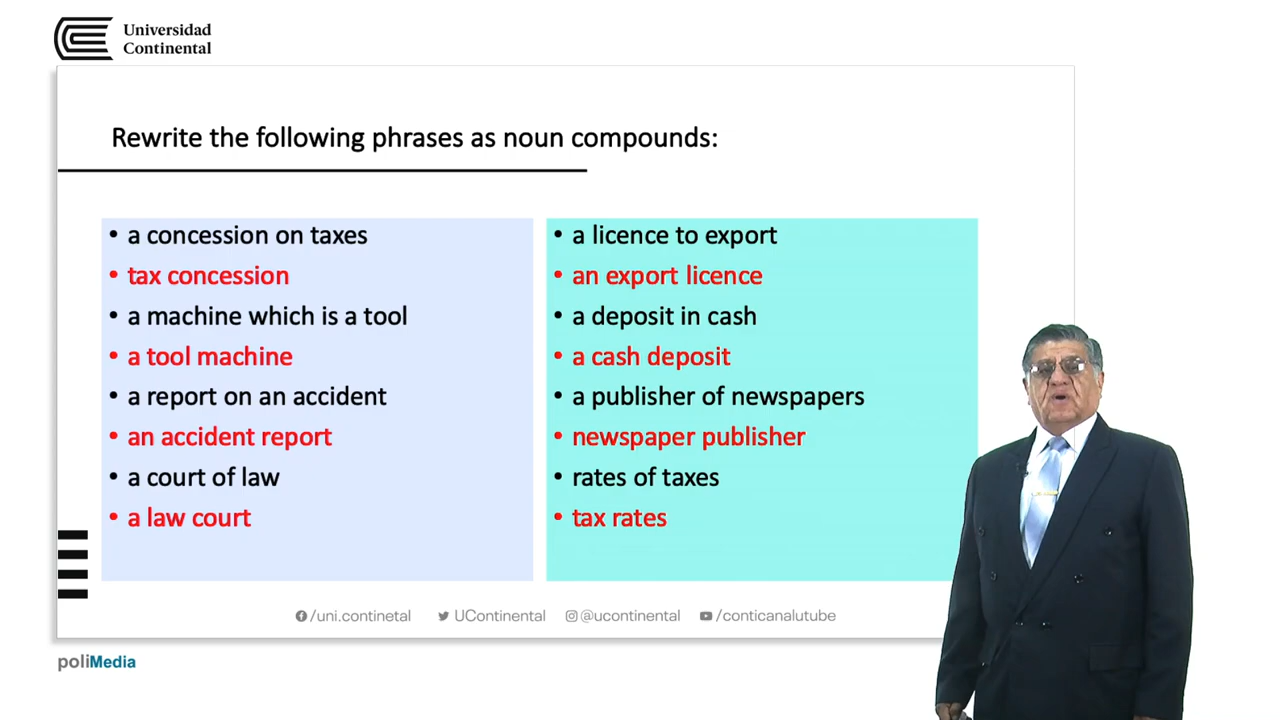 Universidad
Continental
Rewrite the following phrases as noun compounds:
• a concession on taxes
• tax concession
• a machine which is a tool
• a tool machine
• a report on an accident
• an accident report
• a court of law
• a law court
• a licence to export
• an export licence
• a deposit in cash
• a cash deposit
• a publisher of newspapers
• newspaper publisher
• rates of taxes
• tax rates
/uni.continetal UContinental @ucontinental /conticanalutube
poliMedia